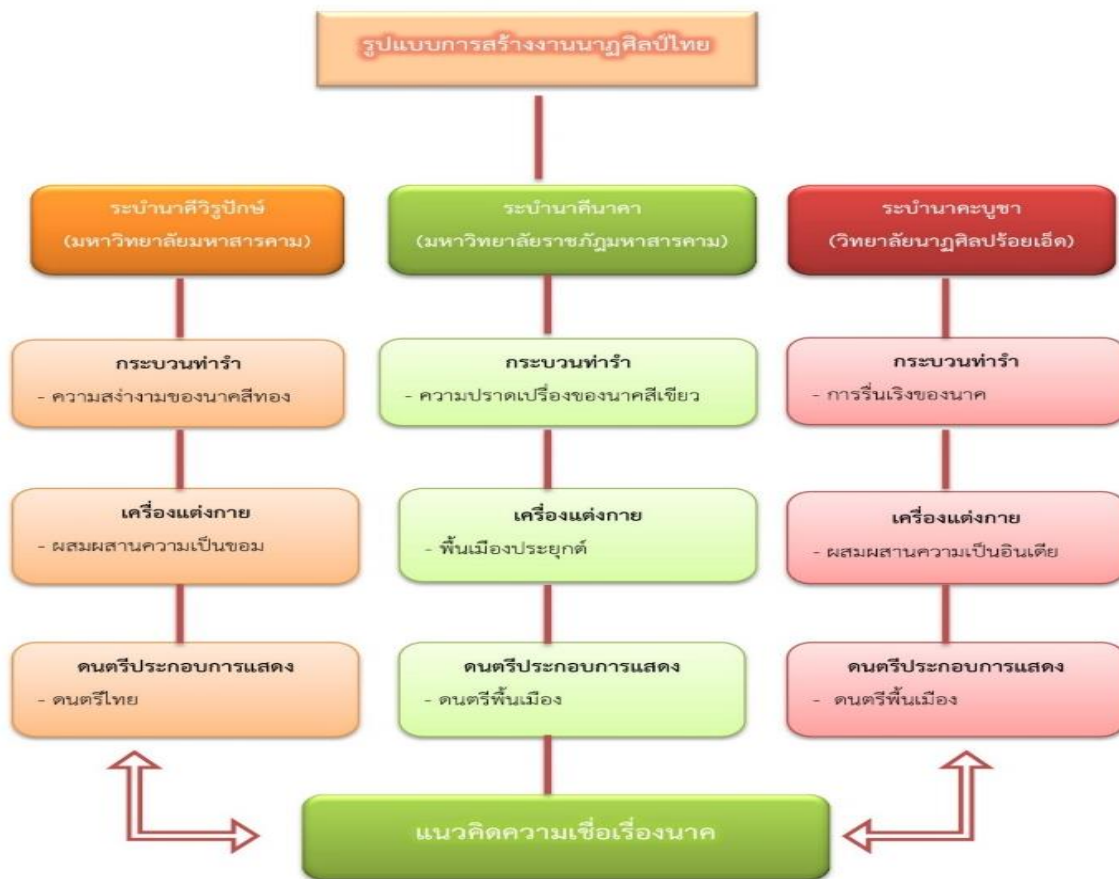 รูปแบบการสร้างงานนาฏศิลป์ไทย
ระบำนาคีวิรูปักษ์
(มหาวิทยาลัยมหาสารคาม)
กระบวนท่ารำ
- ความสง่างามของนาคสีทอง
เครื่องแต่งกาย
- ผสมผสานความเป็นขอม
ดนตรีประกอบการแสดง
- ดนตรีไทย
ระบำนาคีนาคา
(มหาวิทยาลัยราชภัฏมหาสารคาม)
กระบวนท่ารำ
- ความปราดเปรื่องของนาคสีเขียว
เครื่องแต่งกาย
- พื้นเมืองประยุกต์
ดนตรีประกอบการแสดง
- ดนตรีพื้นเมือง
ระบำนาคะบูชา
(วิทยาลัยนาฏศิลปร้อยเอ็ด)
กระบวนท่ารำ
- การรื่นเริงของนาค
เครื่องแต่งกาย
- ผสมผสานความเป็นอินเดีย
ดนตรีประกอบการแสดง
- ดนตรีพื้นเมือง
แนวคิดความเชื่อเรื่องนาค